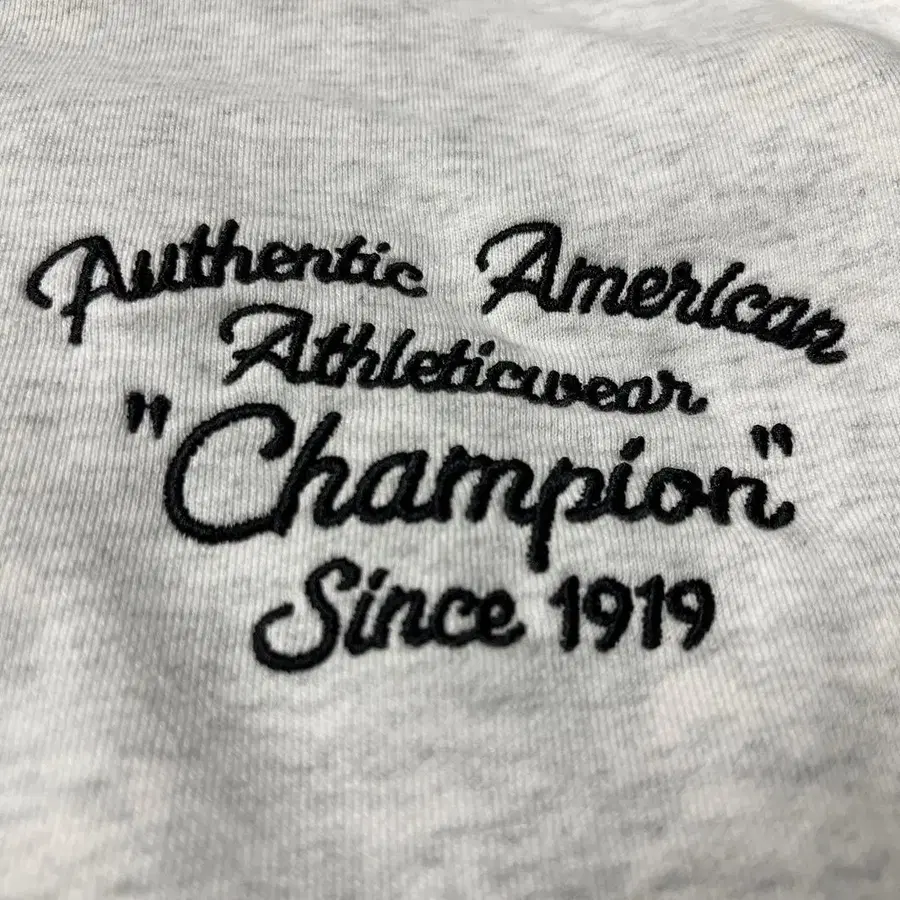 Authentic American
Athleticwear
"Champion"
Since 1919